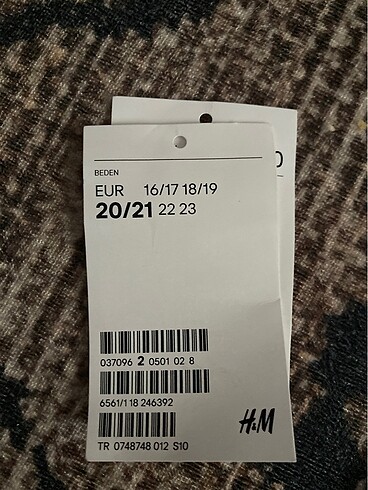 BEDEN
EUR 16/17 18/19
20/21 22 23
037096 2 0501 02 8
6561/118 246392
H&M
TR 0748748 012 S10